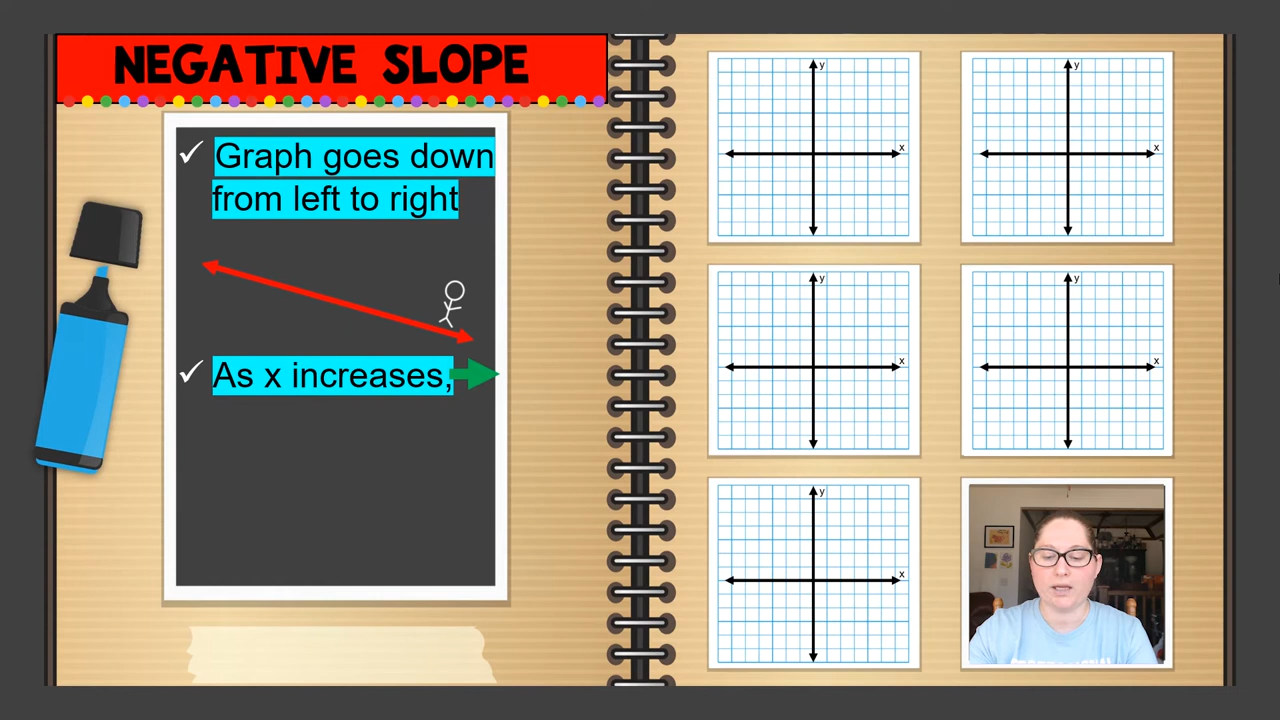 NEGATIVE SLOPE
✓ Graph goes down
from left to right
✓ As x increases,
y
x
y
x
y
x
y
x
y
x